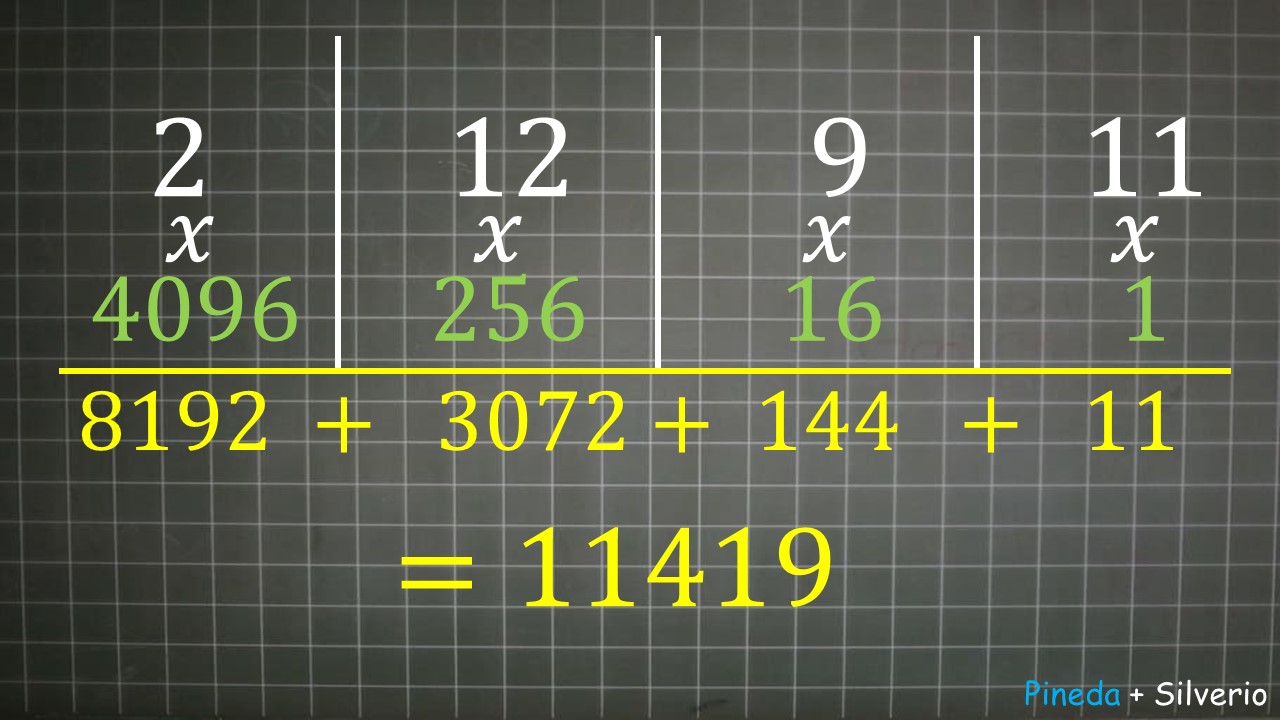 2 12 9 11
x x x x
4096 256 16 1
8192 + 3072 + 144 + 11
= 11419
Pineda + Silverio